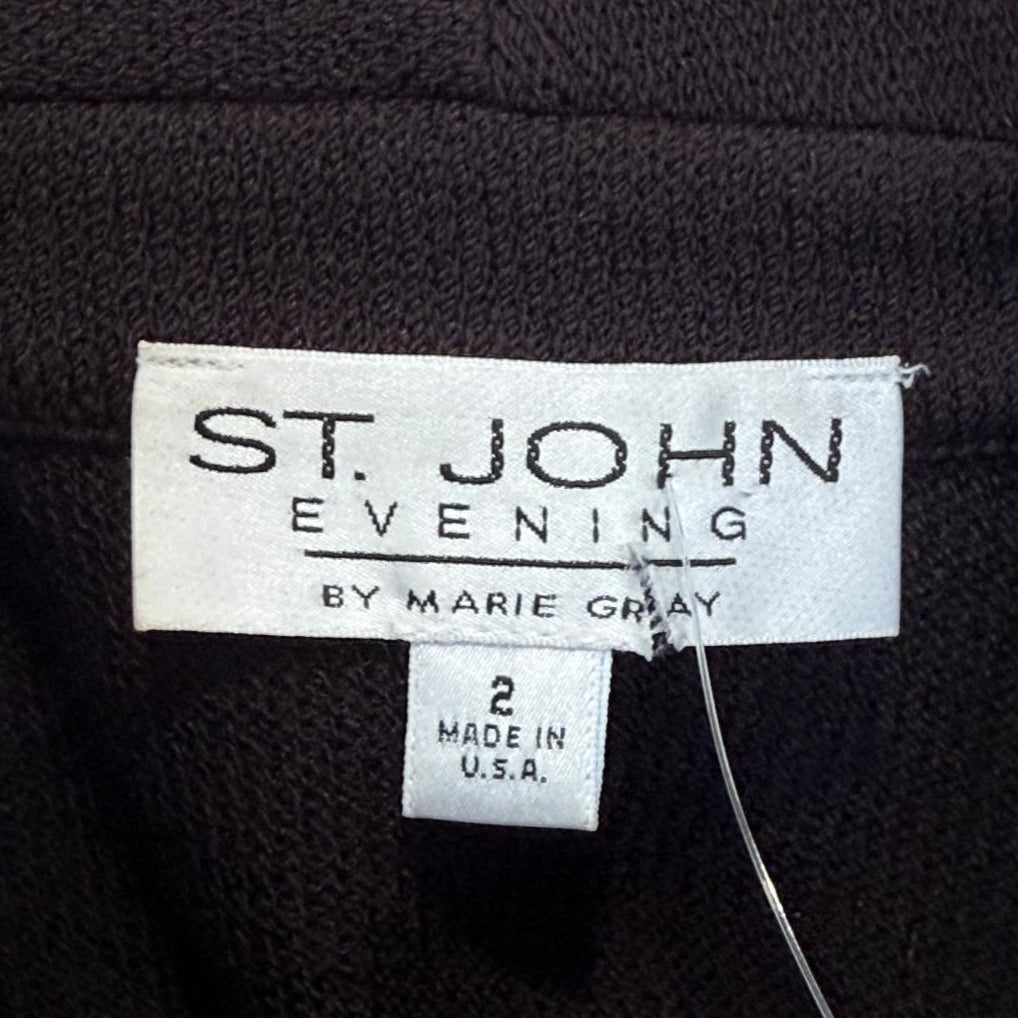 ST. JOHN
EVENING
BY MARIE GRAY
2
MADE IN
U.S.A.